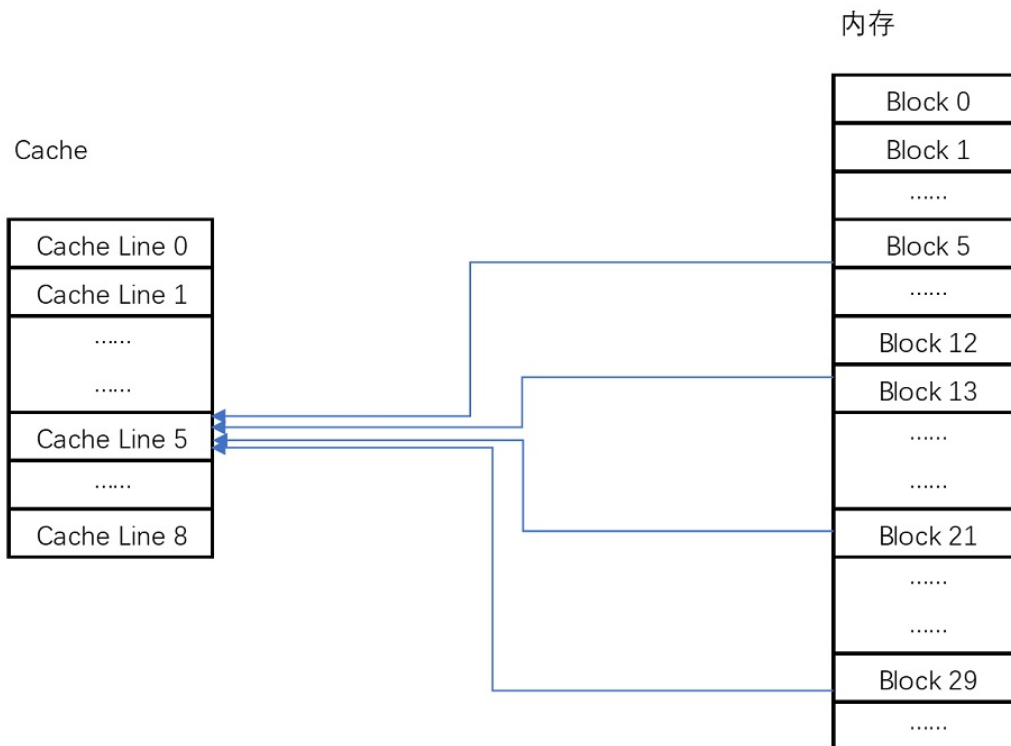 Cache
Cache Line 0
Cache Line 1
……
……
Cache Line 5
……
Cache Line 8
内存
Block 0
Block 1
……
Block 5
……
Block 12
Block 13
……
……
Block 21
……
……
Block 29
……